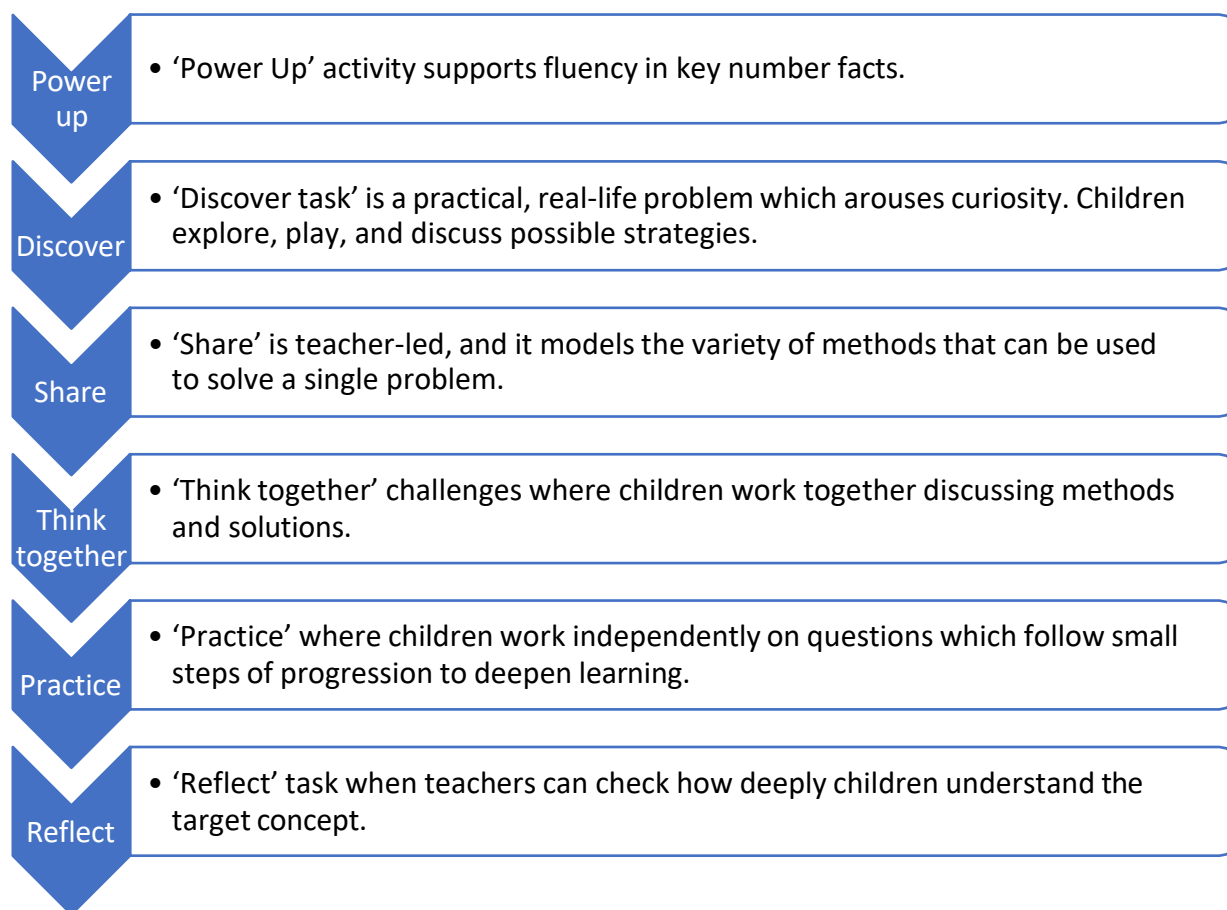 Power
up
• ‘Power Up’ activity supports fluency in key number facts.
Discover
• ‘Discover task’ is a practical, real-life problem which arouses curiosity. Children
explore, play, and discuss possible strategies.
Share
• ‘Share’ is teacher-led, and it models the variety of methods that can be used
to solve a single problem.
Think
together
• ‘Think together’ challenges where children work together discussing methods
and solutions.
Practice
• ‘Practice’ where children work independently on questions which follow small
steps of progression to deepen learning.
Reflect
• ‘Reflect’ task when teachers can check how deeply children understand the
target concept.